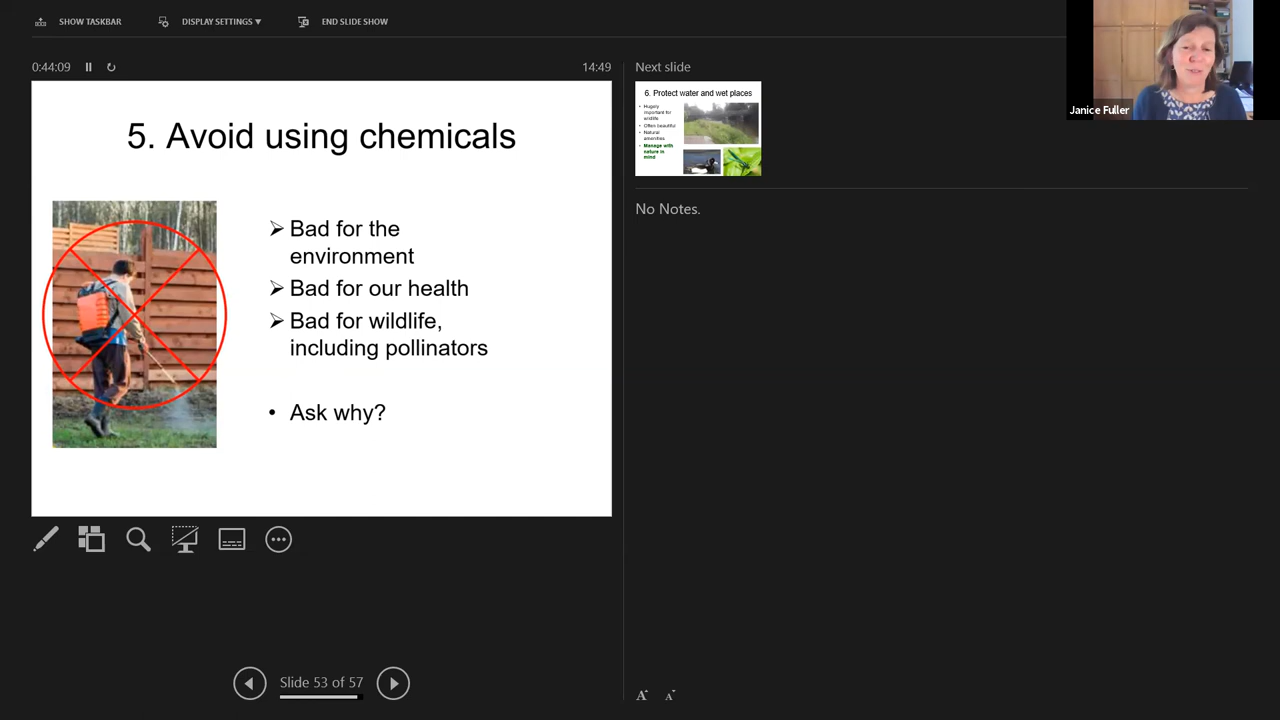 SHOW TASKBAR
DISPLAY SETTINGS ▼
END SLIDE SHOW
0:44:09
14:49
5. Avoid using chemicals
➢ Bad for the
environment
➢ Bad for our health
➢ Bad for wildlife,
including pollinators
• Ask why?
Slide 53 of 57
Next slide
6. Protect water and wet places
• Hugely
important for
wildlife
• Often beautiful
• Natural
amenities
• Manage with
nature in
mind
No Notes.
A
A
Janice Fuller